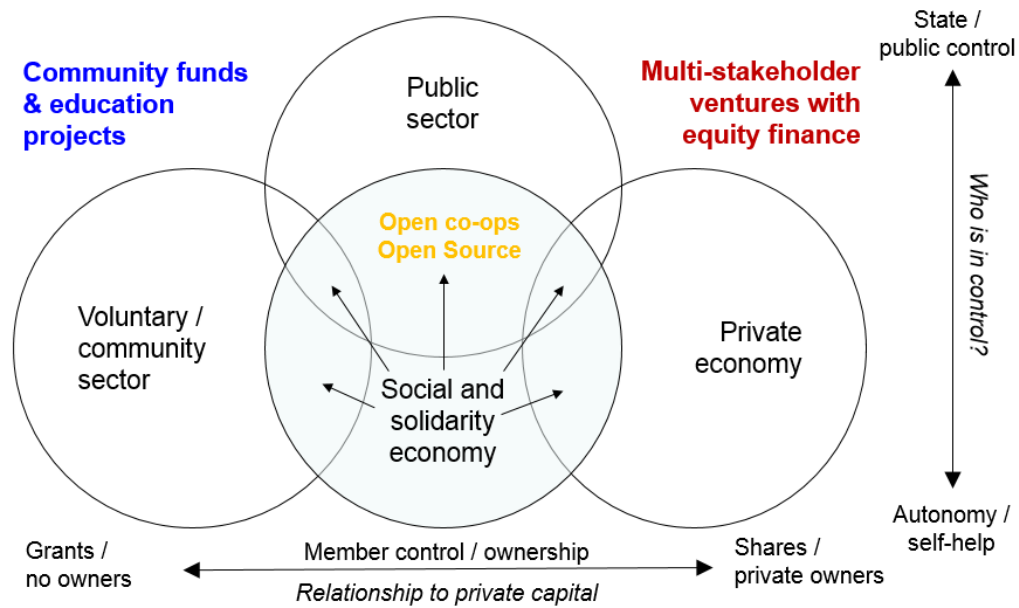 State /
public control
Community funds
& education
projects
Public
sector
Multi-stakeholder
ventures with
equity finance
Who is in control?
Open co-ops
Open Source
Voluntary /
community
sector
Private
economy
Social and
solidarity
economy
Autonomy /
self-help
Grants /
no owners
Member control / ownership
Relationship to private capital
Shares /
private owners